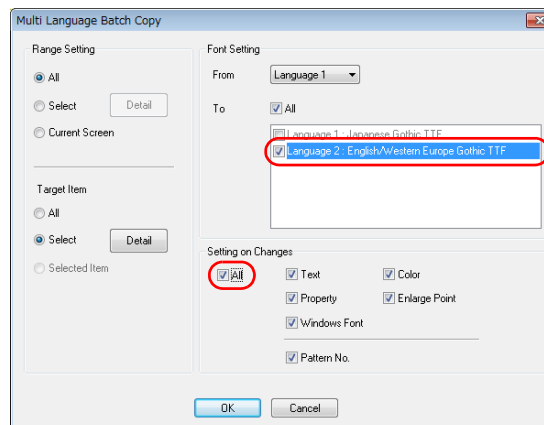 Multi Language Batch Copy
Range Setting
All
Select Detail
Current Screen
Target Item
All
Select Detail
Selected Item
Font Setting
From Language 1
To All
Language 1 : Japanese Gothic TTF
Language 2 : English/Western Europe Gothic TTF
Setting on Changes
All Text Color
Property Enlarge Point
Windows Font
Pattern No.
OK Cancel